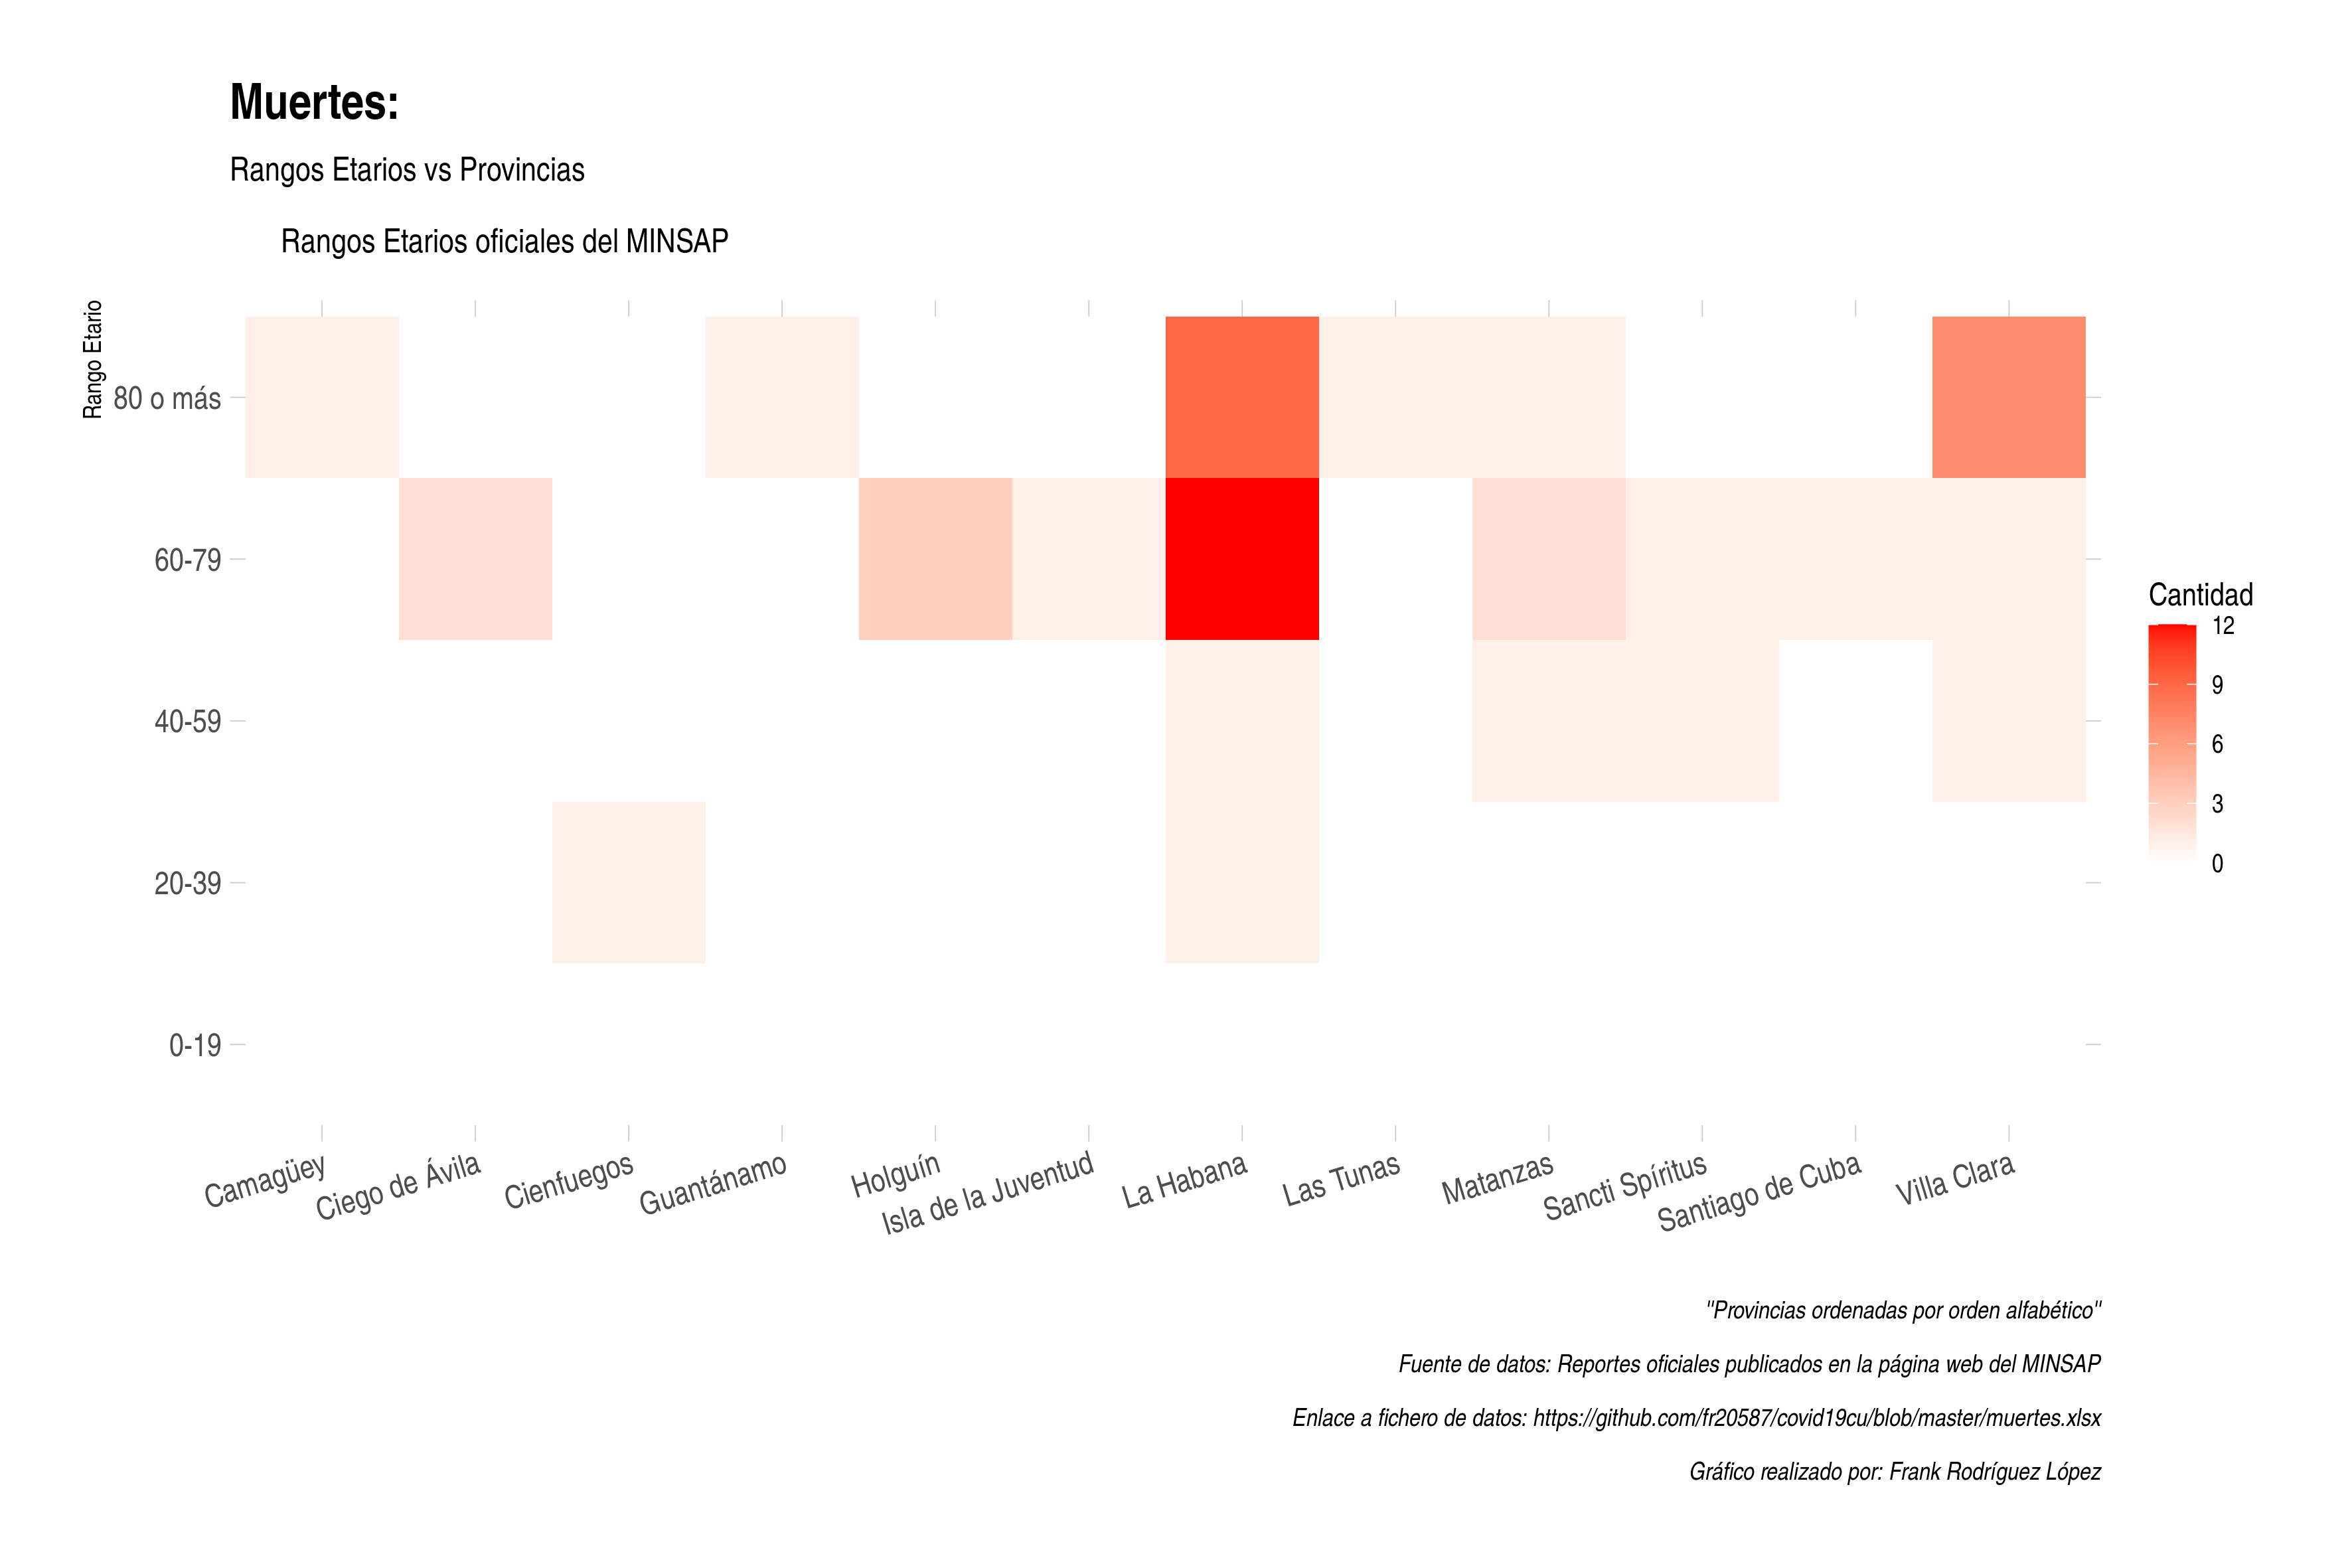 Muertes:
Rangos Etarios vs Provincias
Rangos Etarios oficiales del MINSAP
Rango Etario
80 o más
60-79
40-59
20-39
0-19
Camagüey
Ciego de Ávila
Cienfuegos
Guantánamo
Holguín
Isla de la Juventud
La Habana
Las Tunas
Matanzas
Sancti Spíritus
Santiago de Cuba
Villa Clara
Cantidad
12
9
6
3
0
"Provincias ordenadas por orden alfabético"
Fuente de datos: Reportes oficiales publicados en la página web del MINSAP
Enlace a fichero de datos: https://github.com/fr20587/covid19cu/blob/master/muertes.xlsx
Gráfico realizado por: Frank Rodríguez López